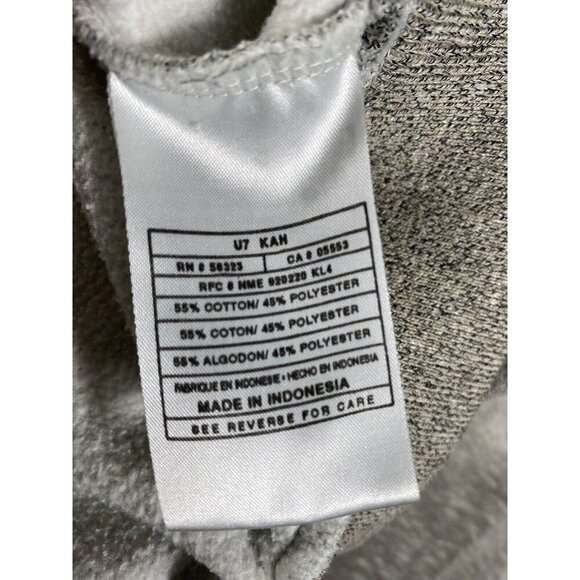 U7 KAH
RN # 56323 CA # 05553
RFC # NME 920220 KL4
55% COTTON/ 45% POLYESTER
55% COTON/ 45% POLYESTER
55% ALGODON/ 45% POLYESTER
FABRIQUE EN INDONESIE • HECHO EN INDONESIA
MADE IN INDONESIA
SEE REVERSE FOR CARE